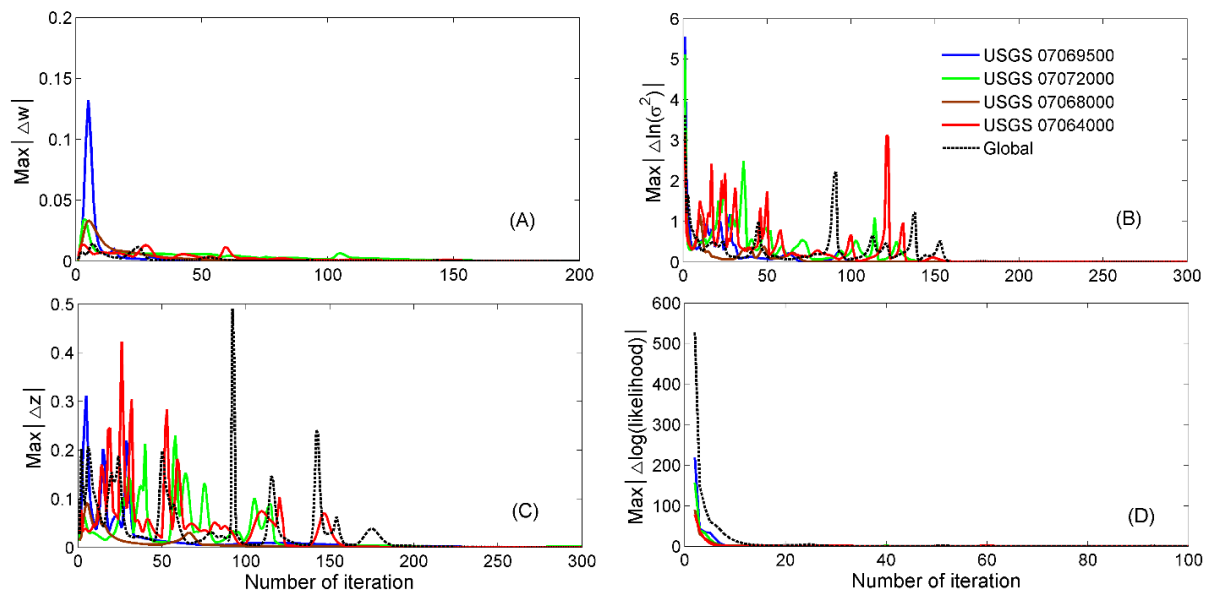 Max|△w|
0.2
0.15
0.1
0.05
0
0 50 100 150 200
(A)
Max|△ln(σ²)|
6
5
4
3
2
1
0
0 50 100 150 200 250 300
USGS 07069500
USGS 07072000
USGS 07068000
USGS 07064000
Global
(B)
Max|△z|
0.5
0.4
0.3
0.2
0.1
0
0 50 100 150 200 250 300
Number of iteration
(C)
Max|△log(likelihood)|
600
500
400
300
200
100
0
0 20 40 60 80 100
Number of iteration
(D)